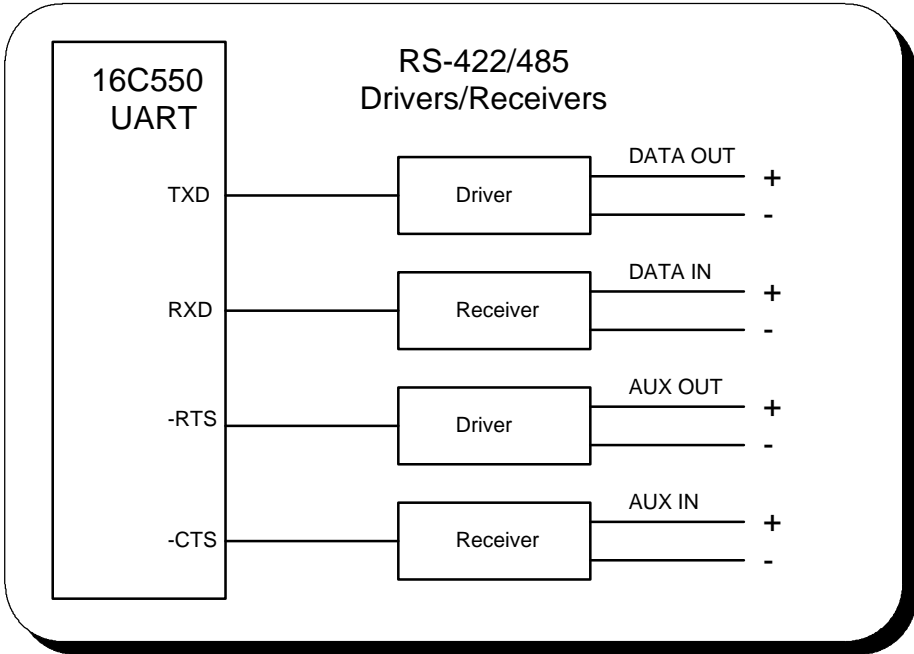 16C550
UART
RS-422/485
Drivers/Receivers
TXD
Driver
DATA OUT
+
-
RXD
Receiver
DATA IN
+
-
-RTS
Driver
AUX OUT
+
-
-CTS
Receiver
AUX IN
+
-